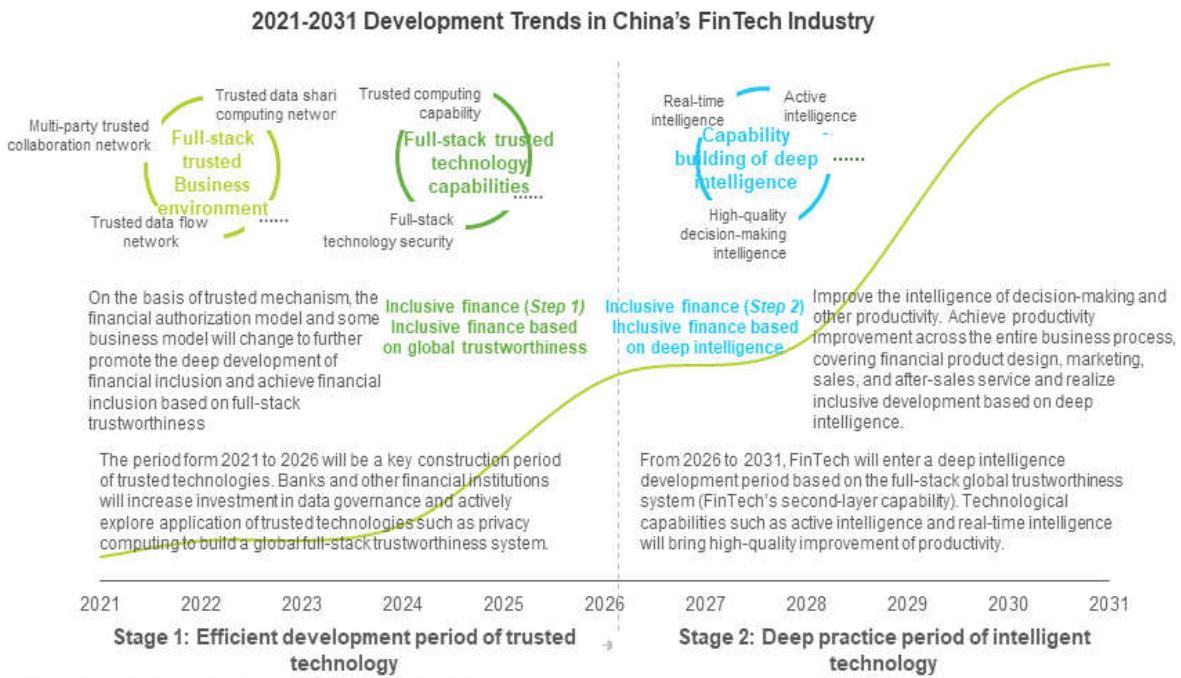 2021-2031 Development Trends in China's FinTech Industry
Trusted data shari
computing networ
Multi-party trusted
collaboration network
Full-stack
trusted
Business
environment
Trusted data flow
network
......
Trusted computing
capability
Full-stack trusted
technology
capabilities
......
Full-stack
technology security
Real-time
intelligence
Active
intelligence
Capability
building of deep
intelligence
......
High-quality
decision-making
intelligence
On the basis of trusted mechanism, the
financial authorization model and some
business model will change to further
promote the deep development of
financial inclusion and achieve financial
inclusion based on full-stack
trustworthiness
Inclusive finance (Step 1)
Inclusive finance based
on global trustworthiness
Inclusive finance (Step 2)
Inclusive finance based
on deep intelligence
Improve the intelligence of decision-making and
other productivity. Achieve productivity
improvement across the entire business process,
covering financial product design, marketing,
sales, and after-sales service and realize
inclusive development based on deep
intelligence.
The period form 2021 to 2026 will be a key construction period
of trusted technologies. Banks and other financial institutions
will increase investment in data governance and actively
explore application of trusted technologies such as privacy
computing to build a global full-stack trustworthiness system.
From 2026 to 2031, FinTech will enter a deep intelligence
development period based on the full-stack global trustworthiness
system (FinTech's second-layer capability). Technological
capabilities such as active intelligence and real-time intelligence
will bring high-quality improvement of productivity.
2021 2022 2023 2024 2025 2026 2027 2028 2029 2030 2031
Stage 1: Efficient development period of trusted
technology
Stage 2: Deep practice period of intelligent
technology